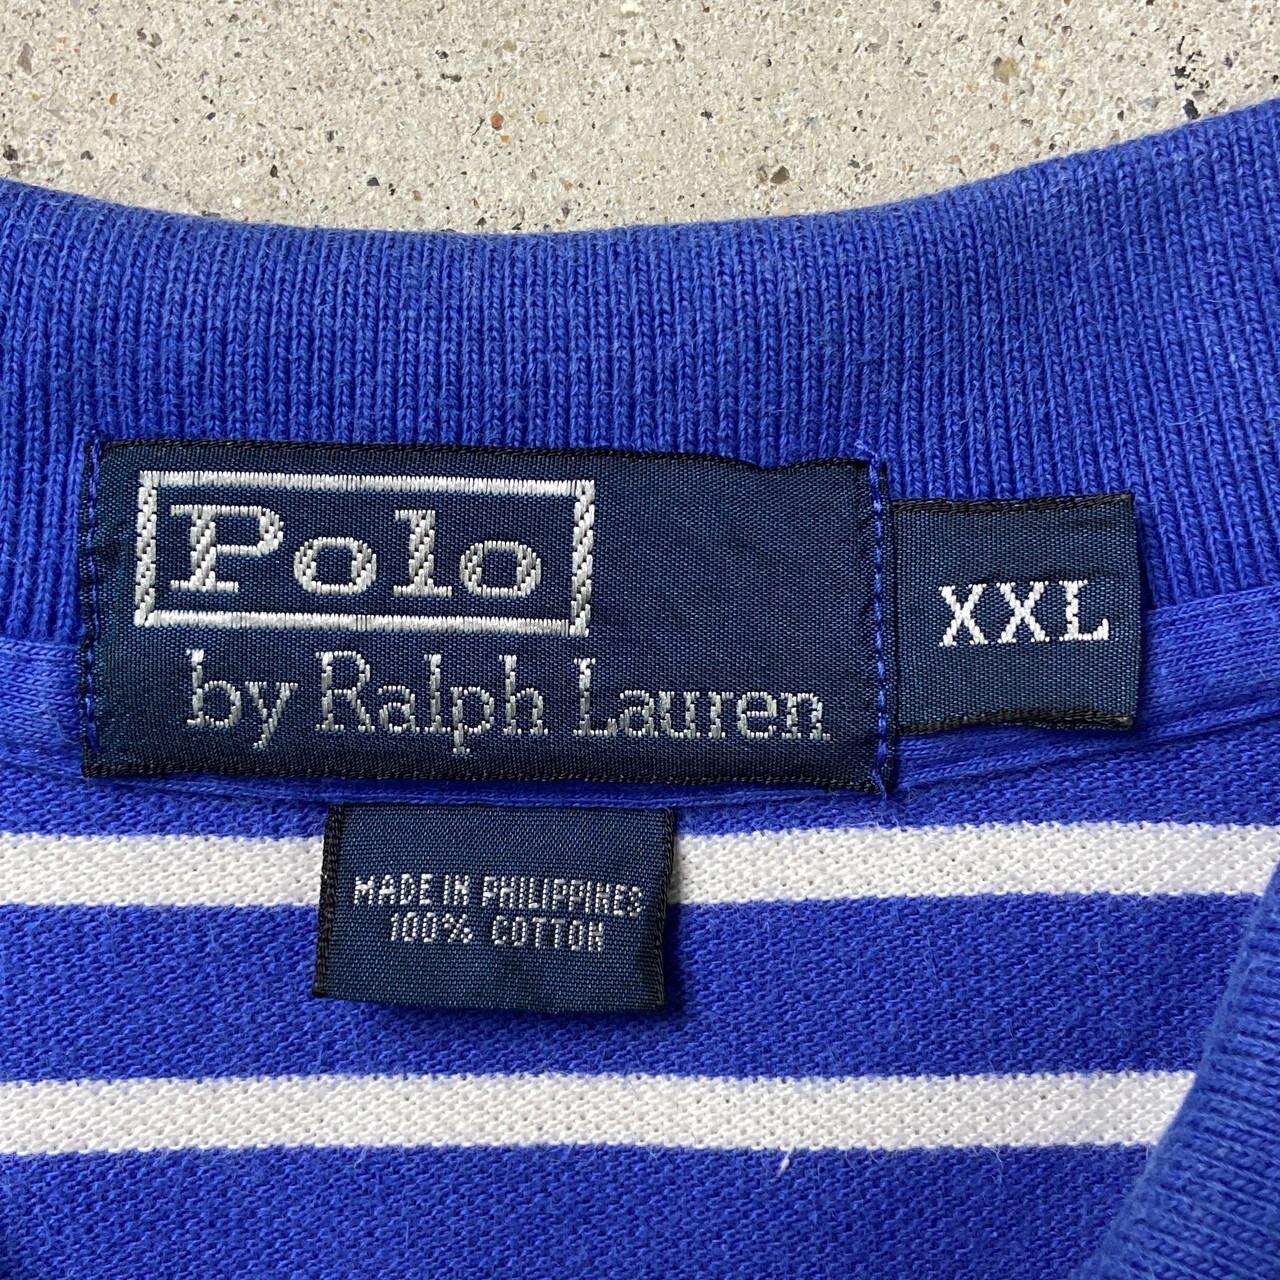 Polo
by Ralph Lauren
XXL
MADE IN PHILIPPINES
100% COTTON